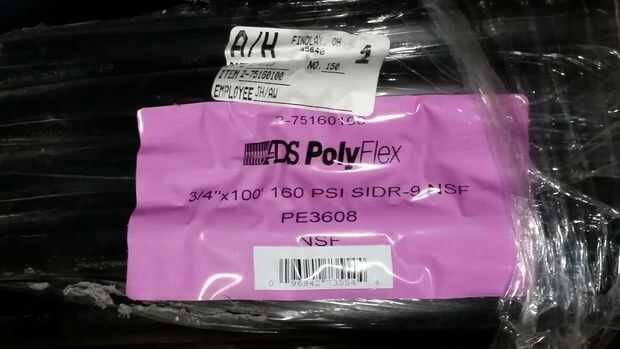 A/H FINDLAY, OH 1
45840
NO. 150
ITEM 2-75160100
EMPLOYEE JH/AW
2-75160100
ADS PolyFlex
3/4"x100' 160 PSI SIDR-9 NSF
PE3608
NSF